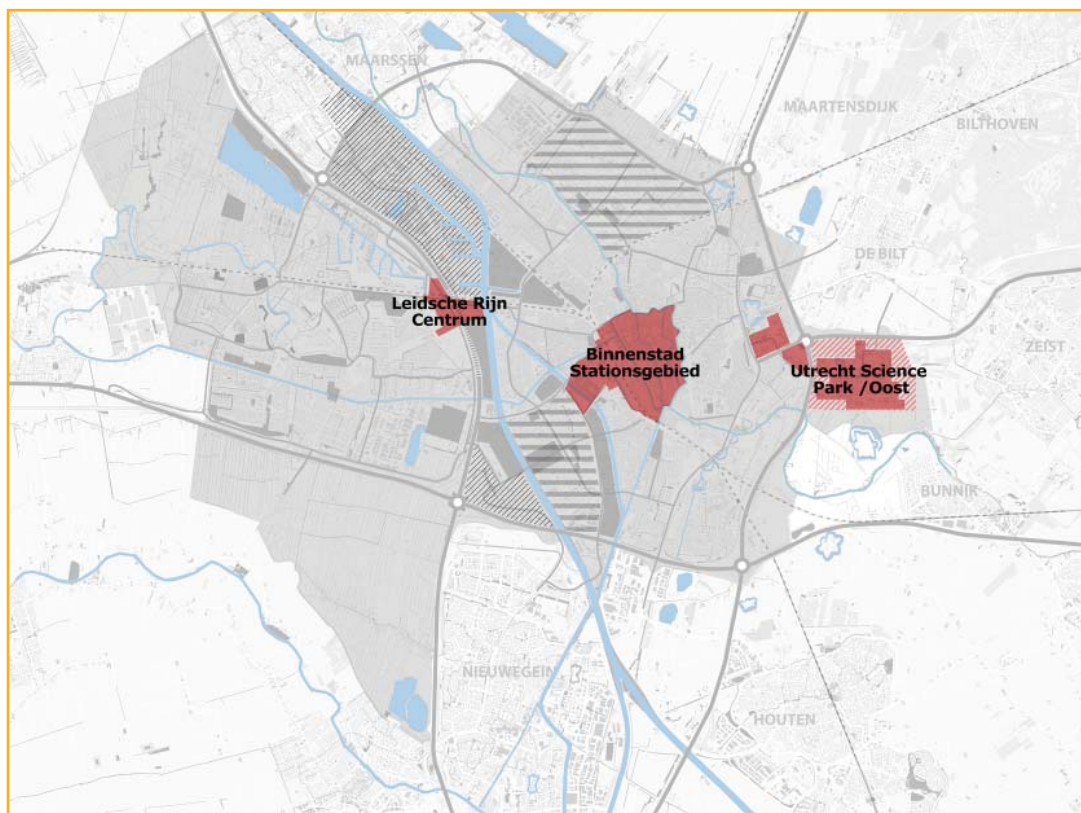 MAARSSEN
MAARTENSDIJK
BILTHOVEN
DE BILT
Leidsche Rijn
Centrum
Binnenstad
Stationsgebied
ZEIST
Utrecht Science
Park /Oost
BUNNIK
NIEUWEGEIN
HOUTEN